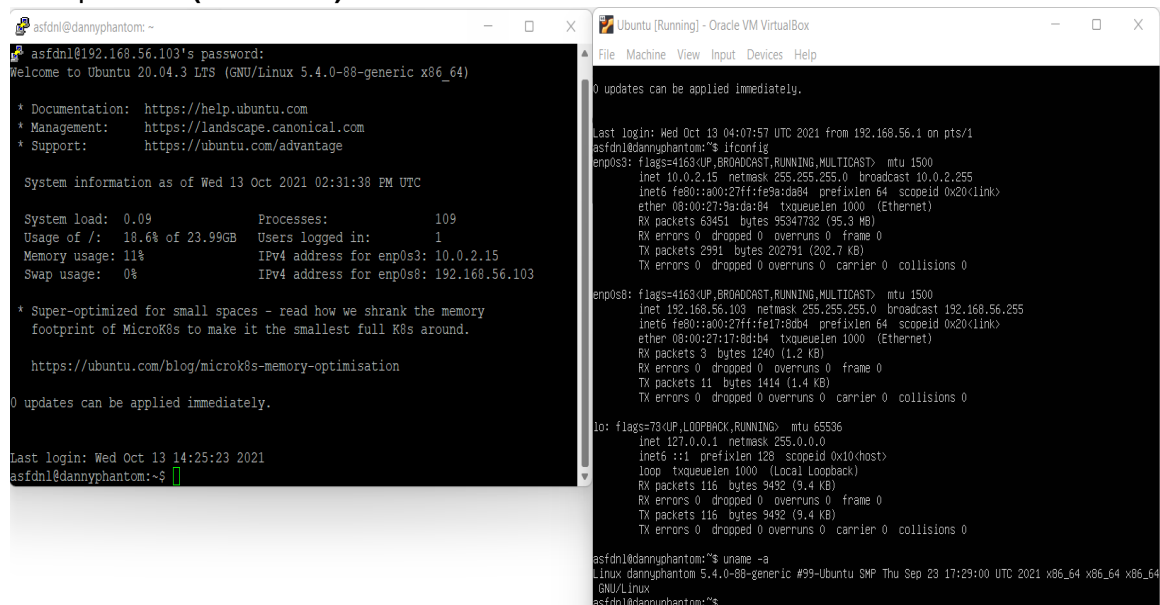 asfdnl@dannyphantom: ~
asfdnl@192.168.56.103's password:
Welcome to Ubuntu 20.04.3 LTS (GNU/Linux 5.4.0-88-generic x86_64)
* Documentation: https://help.ubuntu.com
* Management: https://landscape.canonical.com
* Support: https://ubuntu.com/advantage
System information as of Wed 13 Oct 2021 02:31:38 PM UTC
System load: 0.09 Processes: 109
Usage of /: 18.6% of 23.99GB Users logged in: 1
Memory usage: 11% IPv4 address for enp0s3: 10.0.2.15
Swap usage: 0% IPv4 address for enp0s8: 192.168.56.103
* Super-optimized for small spaces - read how we shrank the memory
footprint of MicroK8s to make it the smallest full K8s around.
https://ubuntu.com/blog/microk8s-memory-optimisation
0 updates can be applied immediately.
Last login: Wed Oct 13 14:25:23 2021
asfdnl@dannyphantom:~$
Ubuntu [Running] - Oracle VM VirtualBox
File Machine View Input Devices Help
0 updates can be applied immediately.
Last login: Wed Oct 13 04:07:57 UTC 2021 from 192.168.56.1 on pts/1
asfdnl@dannyphantom:~$ ifconfig
enp0s3: flags=4163<UP,BROADCAST,RUNNING,MULTICAST> mtu 1500
inet 10.0.2.15 netmask 255.255.255.0 broadcast 10.0.2.255
inet6 fe80::a00:27ff:fe9a:da84 prefixlen 64 scopeid 0x20<link>
ether 08:00:27:9a:da:84 txqueuelen 1000 (Ethernet)
RX packets 63451 bytes 95347732 (95.3 MB)
RX errors 0 dropped 0 overruns 0 frame 0
TX packets 2991 bytes 202791 (202.7 KB)
TX errors 0 dropped 0 overruns 0 carrier 0 collisions 0
enp0s8: flags=4163<UP,BROADCAST,RUNNING,MULTICAST> mtu 1500
inet 192.168.56.103 netmask 255.255.255.0 broadcast 192.168.56.255
inet6 fe80::a00:27ff:fe17:8db4 prefixlen 64 scopeid 0x20<link>
ether 08:00:27:17:8d:b4 txqueuelen 1000 (Ethernet)
RX packets 3 bytes 1240 (1.2 KB)
RX errors 0 dropped 0 overruns 0 frame 0
TX packets 11 bytes 1414 (1.4 KB)
TX errors 0 dropped 0 overruns 0 carrier 0 collisions 0
lo: flags=73<UP,LOOPBACK,RUNNING> mtu 65536
inet 127.0.0.1 netmask 255.0.0.0
inet6 ::1 prefixlen 128 scopeid 0x10<host>
loop txqueuelen 1000 (Local Loopback)
RX packets 116 bytes 9492 (9.4 KB)
RX errors 0 dropped 0 overruns 0 frame 0
TX packets 116 bytes 9492 (9.4 KB)
TX errors 0 dropped 0 overruns 0 carrier 0 collisions 0
asfdnl@dannyphantom:~$ uname -a
Linux dannyphantom 5.4.0-88-generic #99-Ubuntu SMP Thu Sep 23 17:29:00 UTC 2021 x86_64 x86_64 x86_64
GNU/Linux
asfdnl@dannyphantom:~$